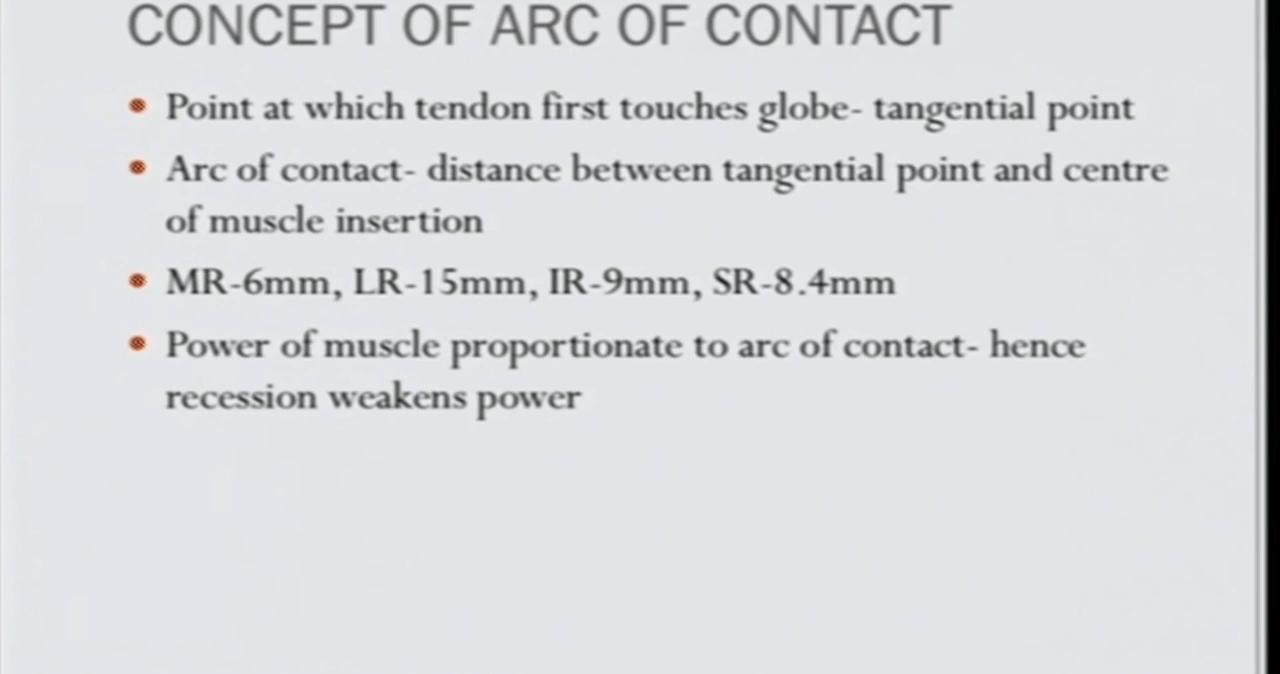 CONCEPT OF ARC OF CONTACT
Point at which tendon first touches globe- tangential point
Arc of contact- distance between tangential point and centre
of muscle insertion
MR-6mm, LR-15mm, IR-9mm, SR-8.4mm
Power of muscle proportionate to arc of contact- hence
recession weakens power